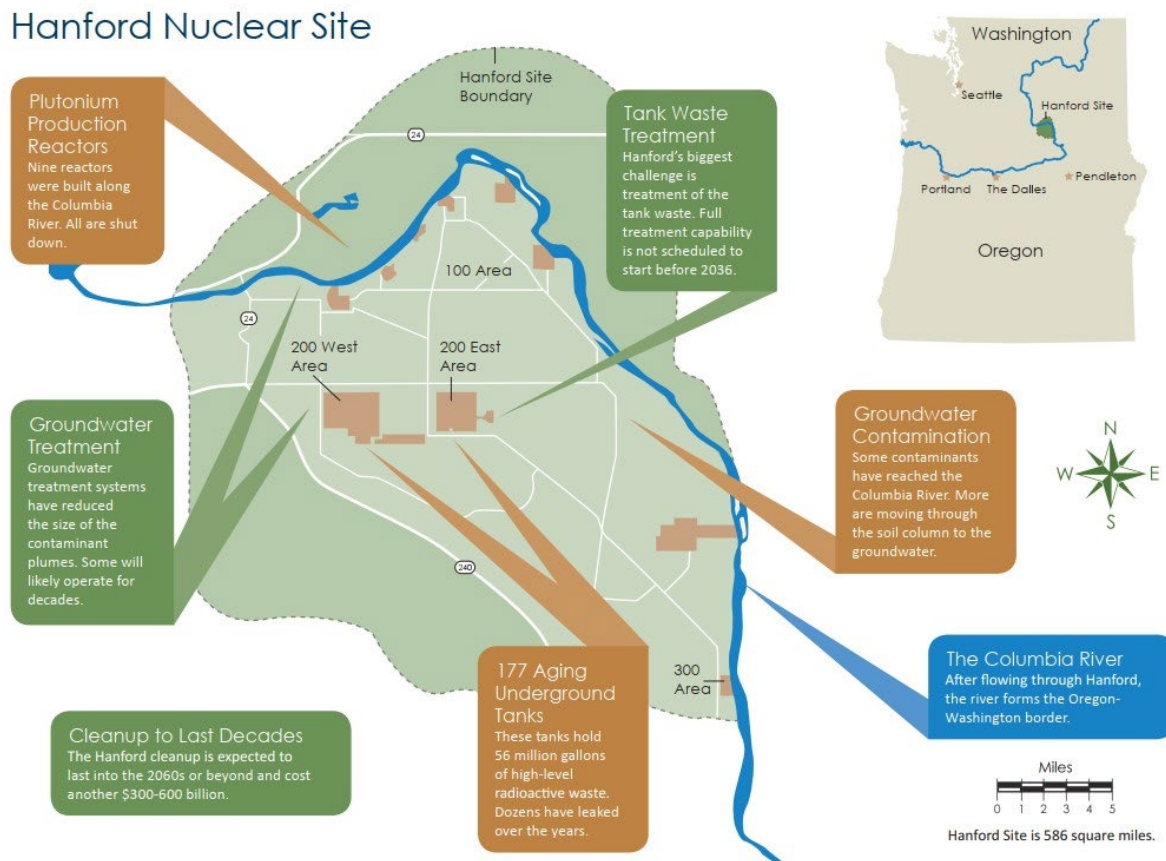 Hanford Nuclear Site
Hanford Site
Boundary
24
Plutonium
Production
Reactors
Nine reactors
were built along
the Columbia
River. All are shut
down.
Tank Waste
Treatment
Hanford's biggest
challenge is
treatment of the
tank waste. Full
treatment capability
is not scheduled to
start before 2036.
Washington
Seattle
Hanford Site
Portland
The Dalles
Pendleton
Oregon
100 Area
24
200 West
Area
200 East
Area
Groundwater
Treatment
Groundwater
treatment systems
have reduced
the size of the
contaminant
plumes. Some will
likely operate for
decades.
Groundwater
Contamination
Some contaminants
have reached the
Columbia River. More
are moving through
the soil column to the
groundwater.
N
W
E
S
240
177 Aging
Underground
Tanks
These tanks hold
56 million gallons
of high-level
radioactive waste.
Dozens have leaked
over the years.
300
Area
The Columbia River
After flowing through Hanford,
the river forms the Oregon-
Washington border.
Cleanup to Last Decades
The Hanford cleanup is expected to
last into the 2060s or beyond and cost
another $300-600 billion.
Miles
0 1 2 3 4 5
Hanford Site is 586 square miles.